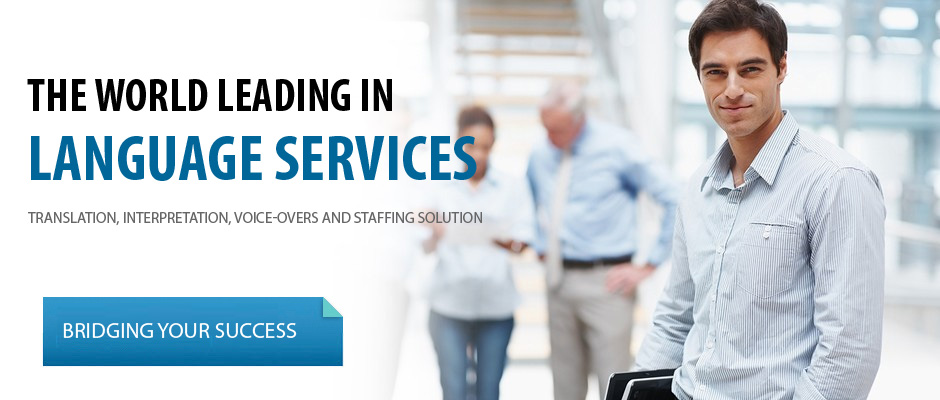 THE WORLD LEADING IN
LANGUAGE SERVICES
TRANSLATION, INTERPRETATION, VOICE-OVERS AND STAFFING SOLUTION
BRIDGING YOUR SUCCESS